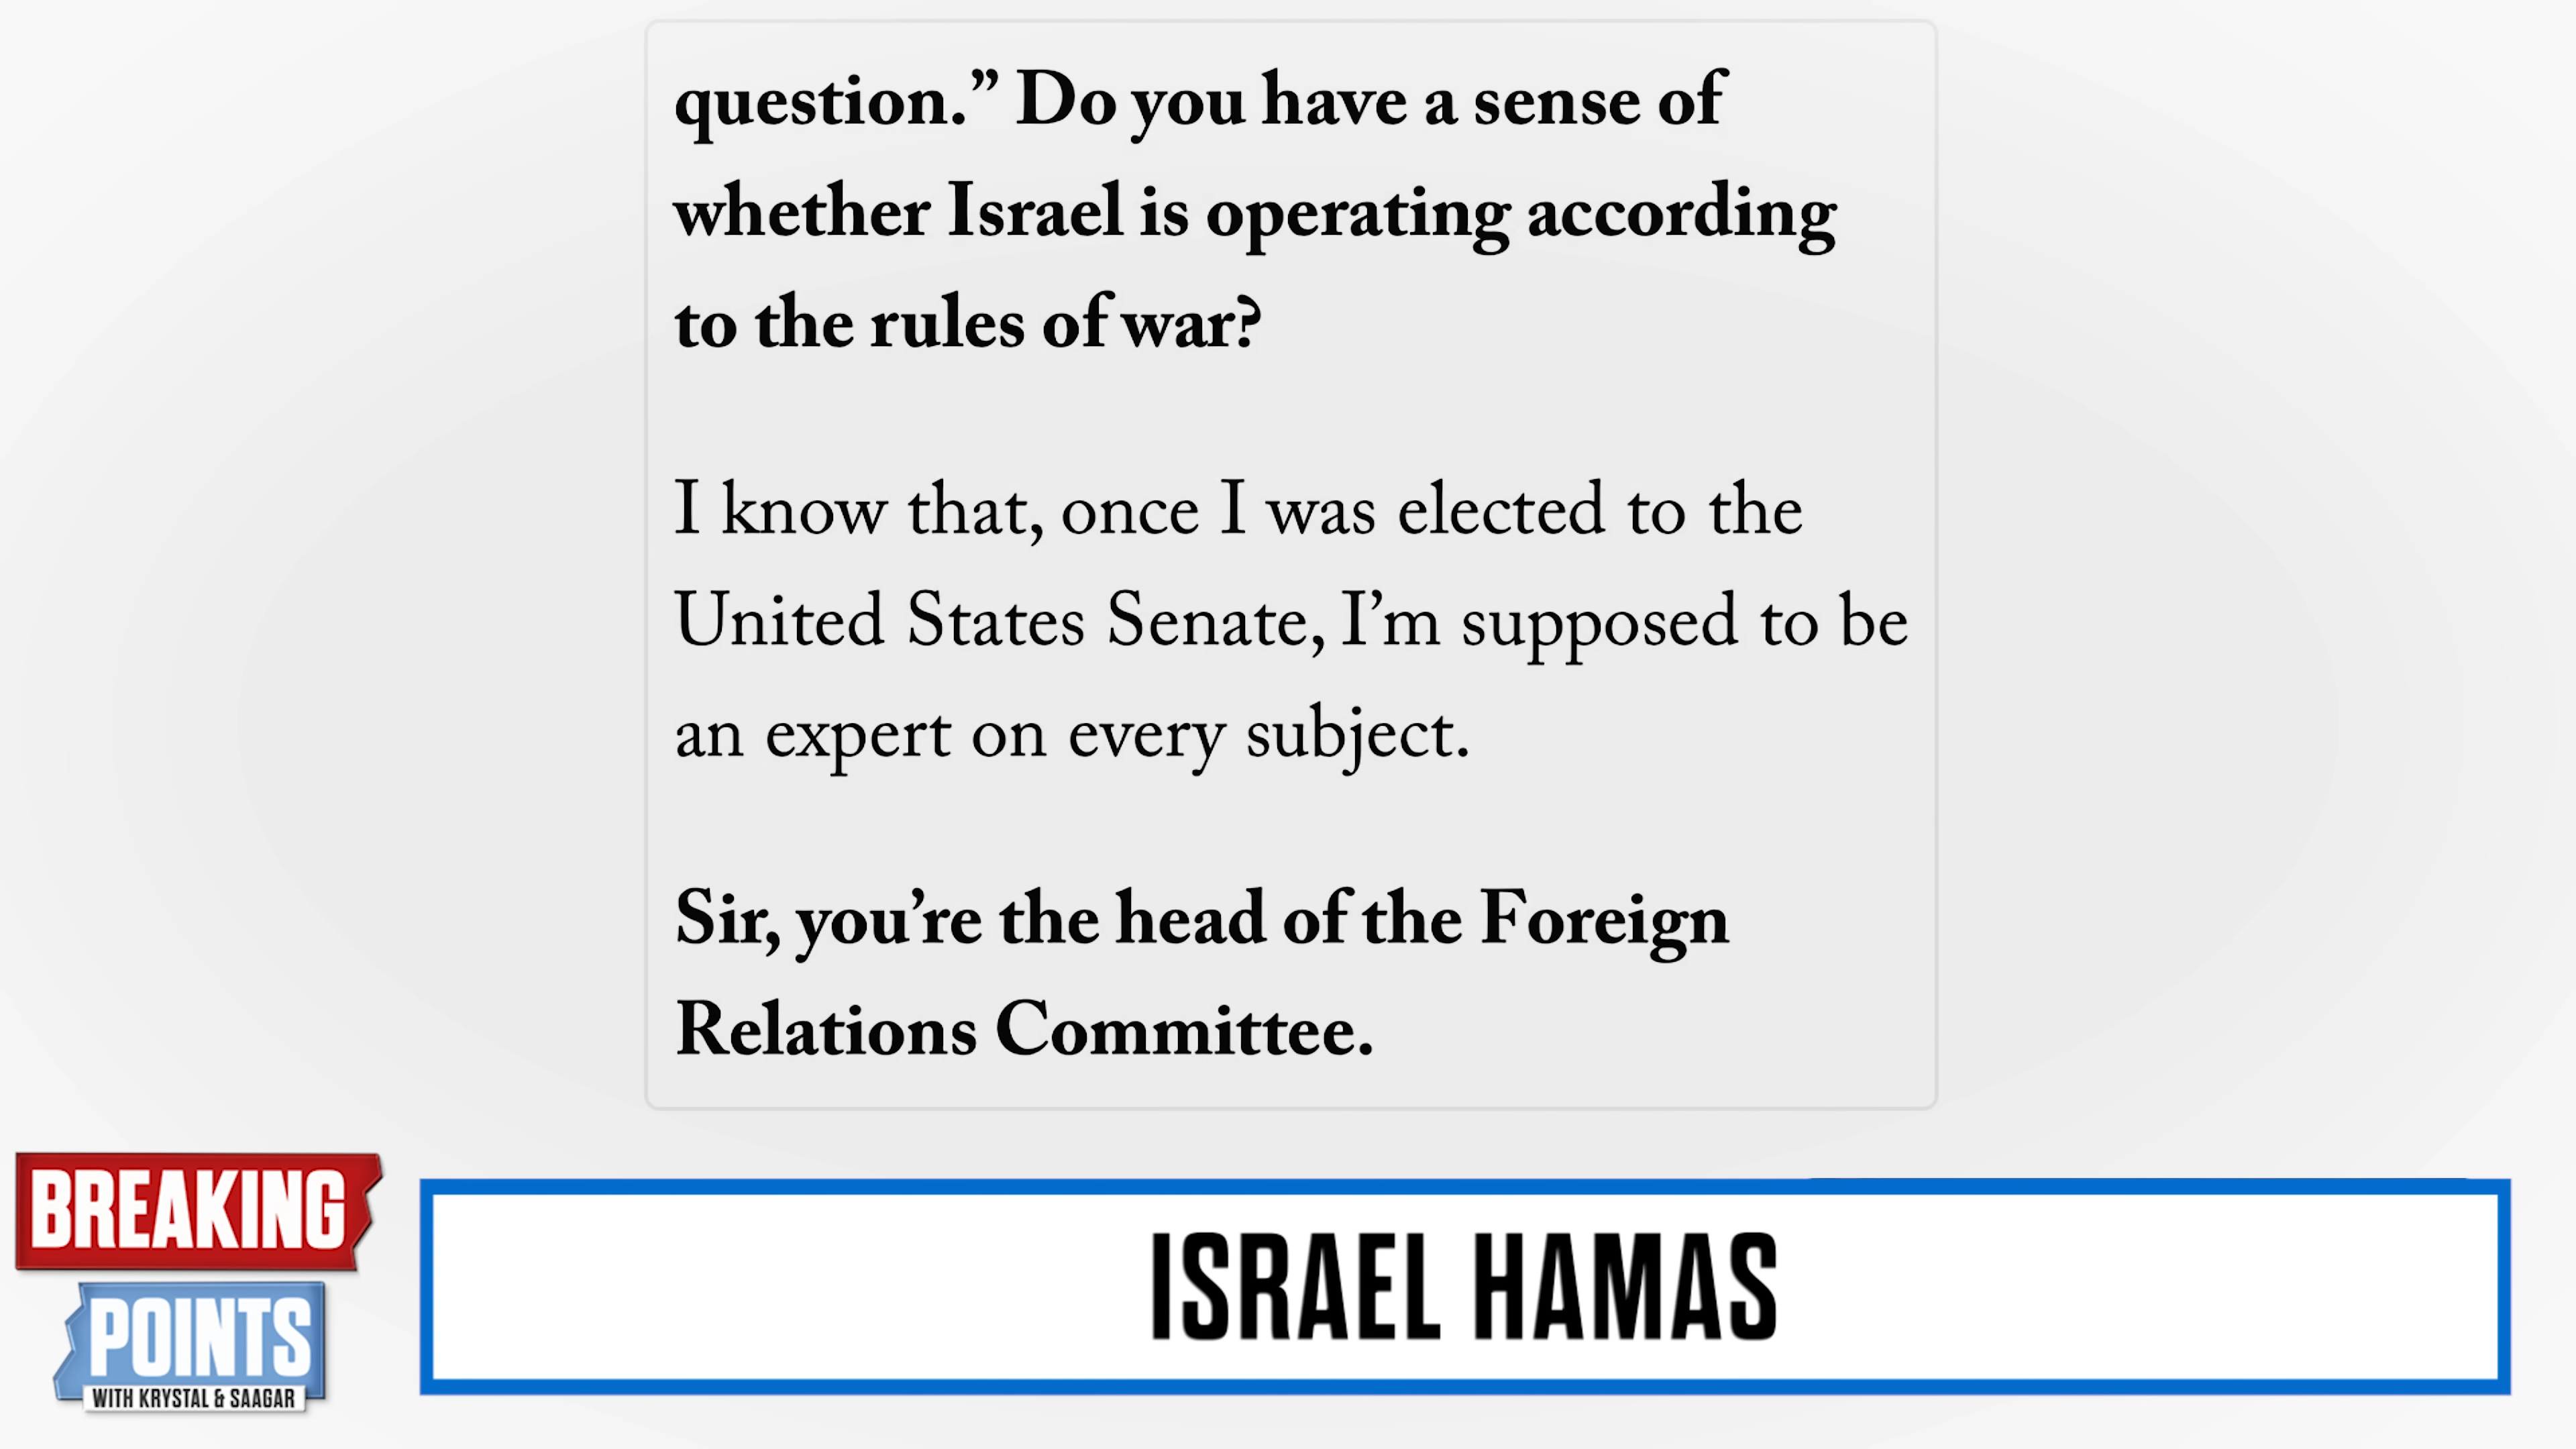 question.” Do you have a sense of
whether Israel is operating according
to the rules of war?
I know that, once I was elected to the
United States Senate, I’m supposed to be
an expert on every subject.
Sir, you’re the head of the Foreign
Relations Committee.
BREAKING
POINTS
WITH KRYSTAL & SAAGAR
ISRAEL HAMAS